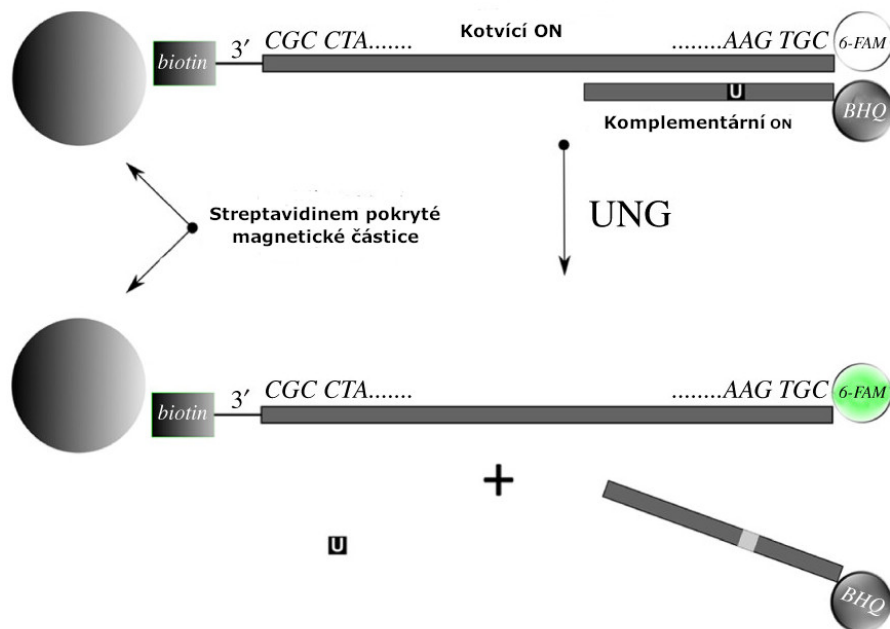 Kotvící ON
biotin
3′
CGC CTA.......
........AAG TGC
6-FAM
U
BHQ
Komplementární ON
Streptavidinem pokryté
magnetické částice
UNG
biotin
3′
CGC CTA.......
........AAG TGC
6-FAM
+
U
BHQ